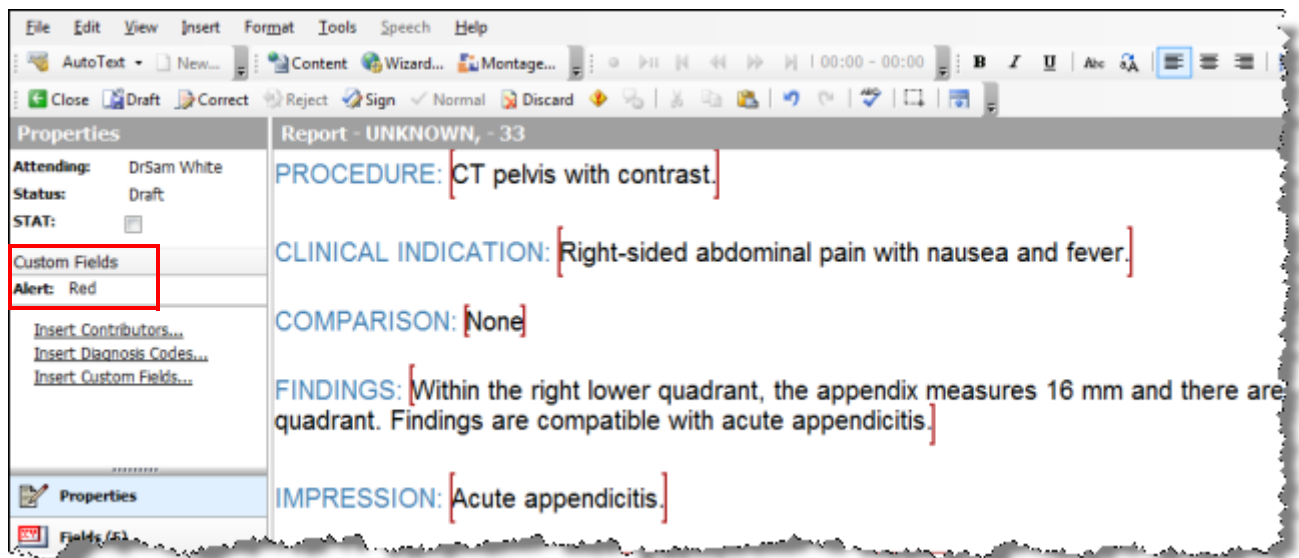 File Edit View Insert Format Tools Speech Help
AutoText New... Content Wizard... Montage... 00:00 - 00:00 B I U Abc
Close Draft Correct Reject Sign Normal Discard
Properties
Report - UNKNOWN, - 33
Attending: DrSam White
Status: Draft
STAT:
Custom Fields
Alert: Red
Insert Contributors...
Insert Diagnosis Codes...
Insert Custom Fields...
Properties
Fields (5)
PROCEDURE: [CT pelvis with contrast.]
CLINICAL INDICATION: [Right-sided abdominal pain with nausea and fever.]
COMPARISON: [None]
FINDINGS: [Within the right lower quadrant, the appendix measures 16 mm and there are
quadrant. Findings are compatible with acute appendicitis.]
IMPRESSION: [Acute appendicitis.]